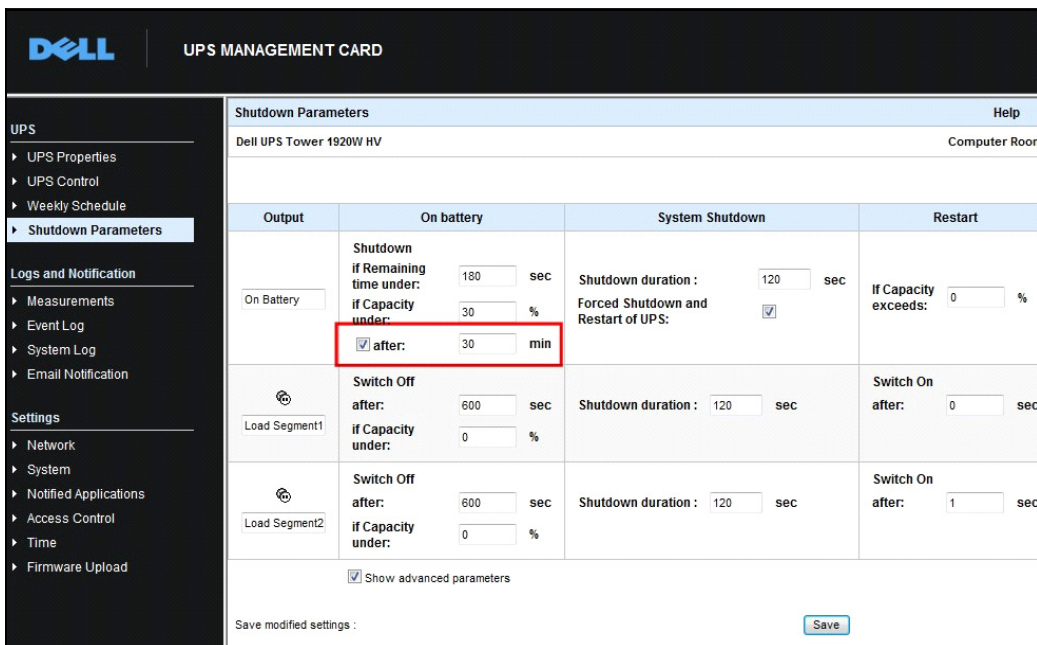 DELL
UPS MANAGEMENT CARD
UPS
UPS Properties
UPS Control
Weekly Schedule
Shutdown Parameters
Logs and Notification
Measurements
Event Log
System Log
Email Notification
Settings
Network
System
Notified Applications
Access Control
Time
Firmware Upload
Shutdown Parameters Help
Dell UPS Tower 1920W HV Computer Roor
Output On battery System Shutdown Restart
On Battery
Shutdown
if Remaining
time under: 180 sec
if Capacity
under: 30 %
after: 30 min
Shutdown duration : 120 sec
Forced Shutdown and
Restart of UPS:
If Capacity
exceeds: 0 %
Load Segment1
Switch Off
after: 600 sec
if Capacity
under: 0 %
Shutdown duration : 120 sec
Switch On
after: 0 sec
Load Segment2
Switch Off
after: 600 sec
if Capacity
under: 0 %
Shutdown duration : 120 sec
Switch On
after: 1 sec
Show advanced parameters
Save modified settings : Save